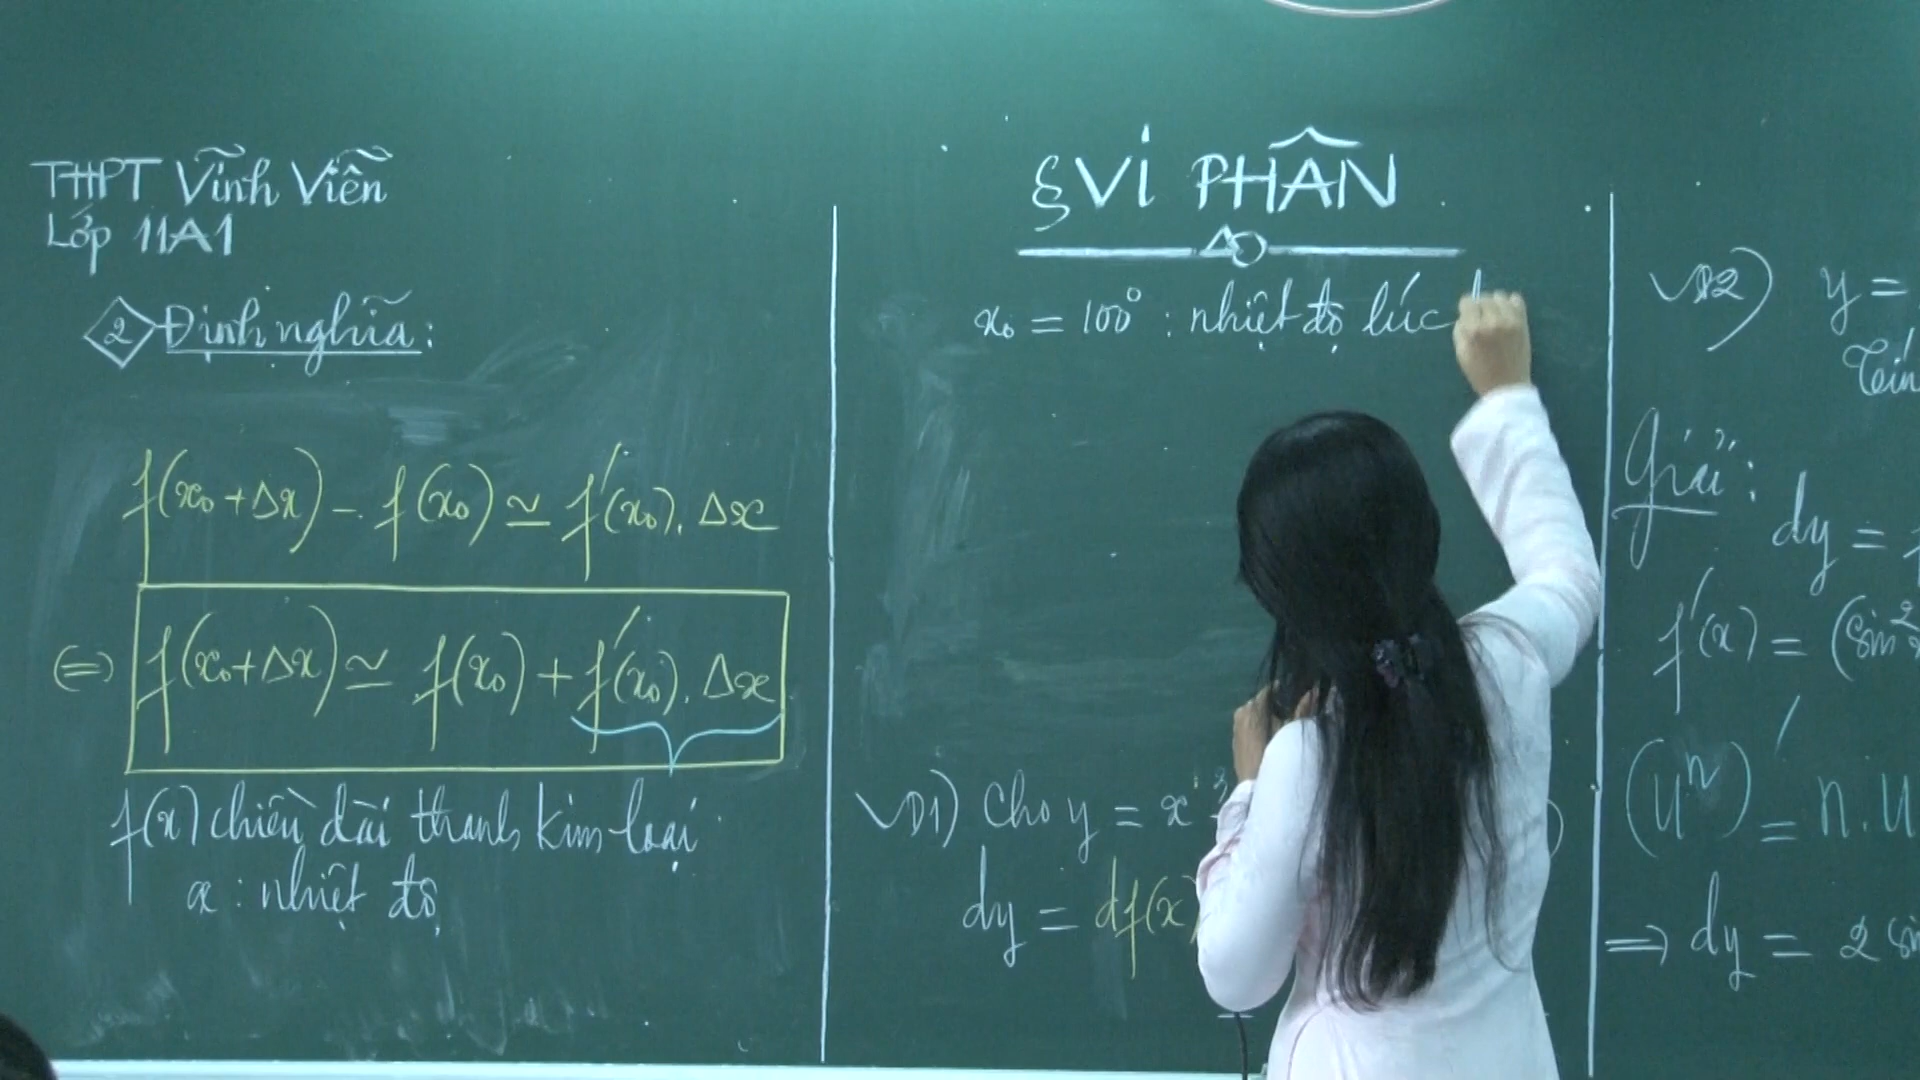 THPT Vĩnh Viễn
Lớp 11A1
2 Định nghĩa:
f(x₀+Δx) - f(x₀) ≃ f'(x₀). Δx
⇔ f(x₀+Δx) ≃ f(x₀) + f'(x₀). Δx
f(x) chiều dài thanh kim loại
x : nhiệt độ
§ VI PHÂN
x₀ = 100° : nhiệt độ lúc
VD1) Cho y = x
dy = df(x)
VD2) y =
Giải:
dy =
f'(x) = (sin²
(uⁿ)' = n.u
⇒ dy = 2 sin